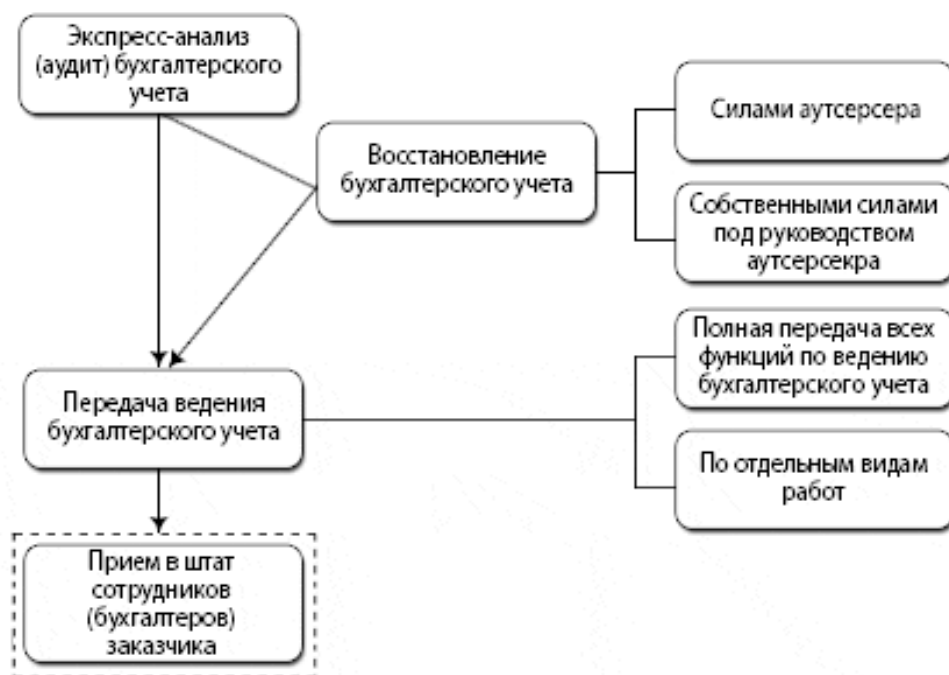 Экспресс-анализ
(аудит) бухгалтерского
учета
Восстановление
бухгалтерского учета
Силами аутсерсера
Собственными силами
под руководством
аутсерсекра
Полная передача всех
функций по ведению
бухгалтерского учета
Передача ведения
бухгалтерского учета
По отдельным видам
работ
Прием в штат
сотрудников
(бухгалтеров)
заказчика